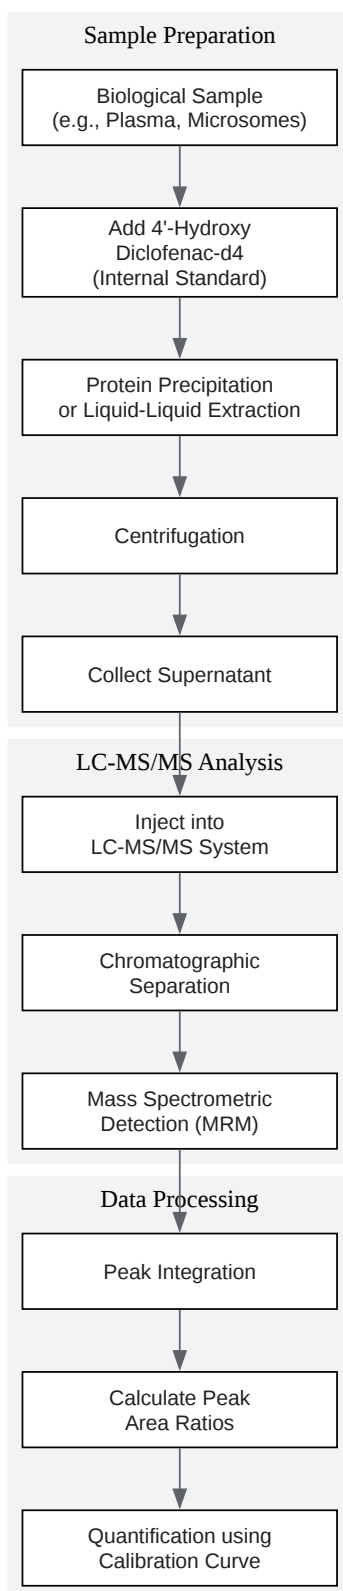 Sample Preparation
Biological Sample
(e.g., Plasma, Microsomes)
Add 4'-Hydroxy
Diclofenac-d4
(Internal Standard)
Protein Precipitation
or Liquid-Liquid Extraction
Centrifugation
Collect Supernatant
LC-MS/MS Analysis
Inject into
LC-MS/MS System
Chromatographic
Separation
Mass Spectrometric
Detection (MRM)
Data Processing
Peak Integration
Calculate Peak
Area Ratios
Quantification using
Calibration Curve